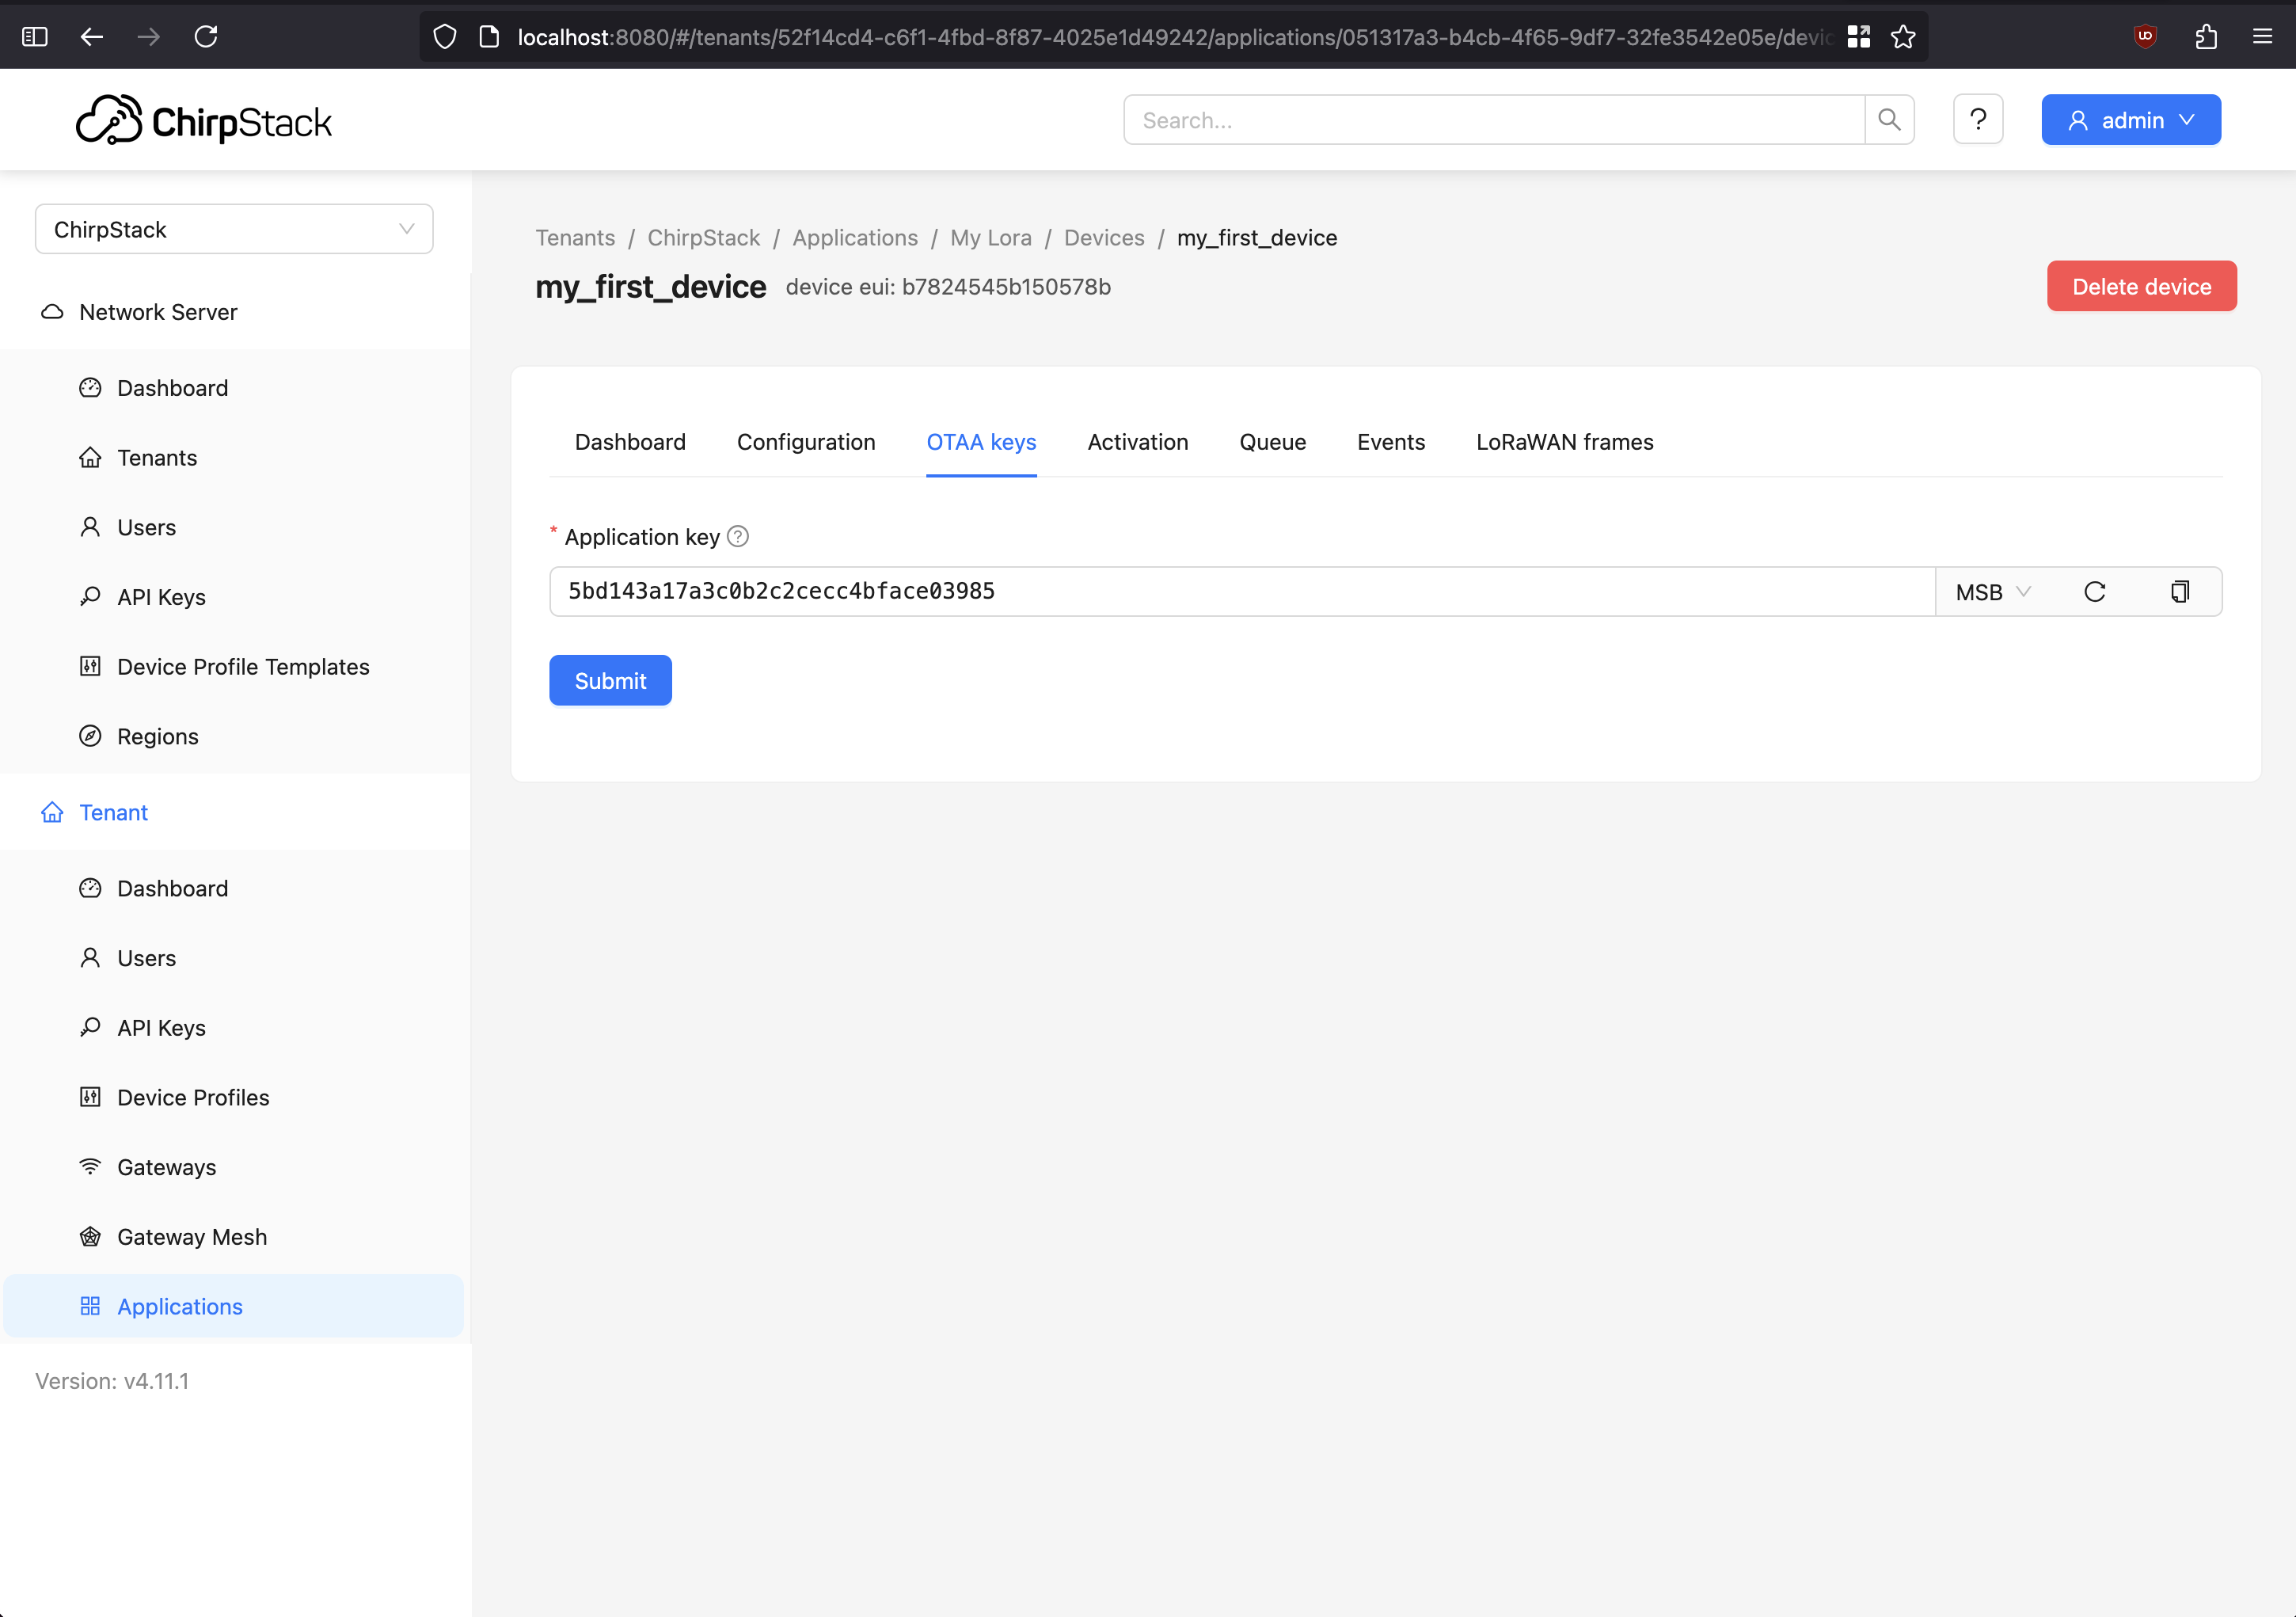 localhost:8080/#/tenants/52f14cd4-c6f1-4fbd-8f87-4025e1d49242/applications/051317a3-b4cb-4f65-9df7-32fe3542e05e/devic
ChirpStack
Search...
?
admin
ChirpStack
Network Server
Dashboard
Tenants
Users
API Keys
Device Profile Templates
Regions
Tenant
Dashboard
Users
API Keys
Device Profiles
Gateways
Gateway Mesh
Applications
Version: v4.11.1
Tenants / ChirpStack / Applications / My Lora / Devices / my_first_device
my_first_device device eui: b7824545b150578b
Delete device
Dashboard Configuration OTAA keys Activation Queue Events LoRaWAN frames
* Application key ?
5bd143a17a3c0b2c2cecc4bface03985 MSB
Submit